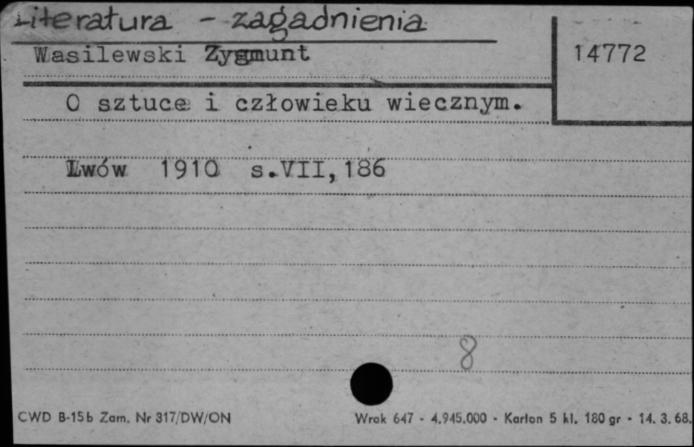 Literatura - zagadnienia
Wasilewski Zygmunt
14772
O sztuce i człowieku wiecznym.
Lwów 1910 s.VII,186
8
CWD B-15b Zam. Nr 317/DW/ON
Wrak 647 - 4.945.000 - Karton 5 kl. 180 gr - 14. 3. 68.